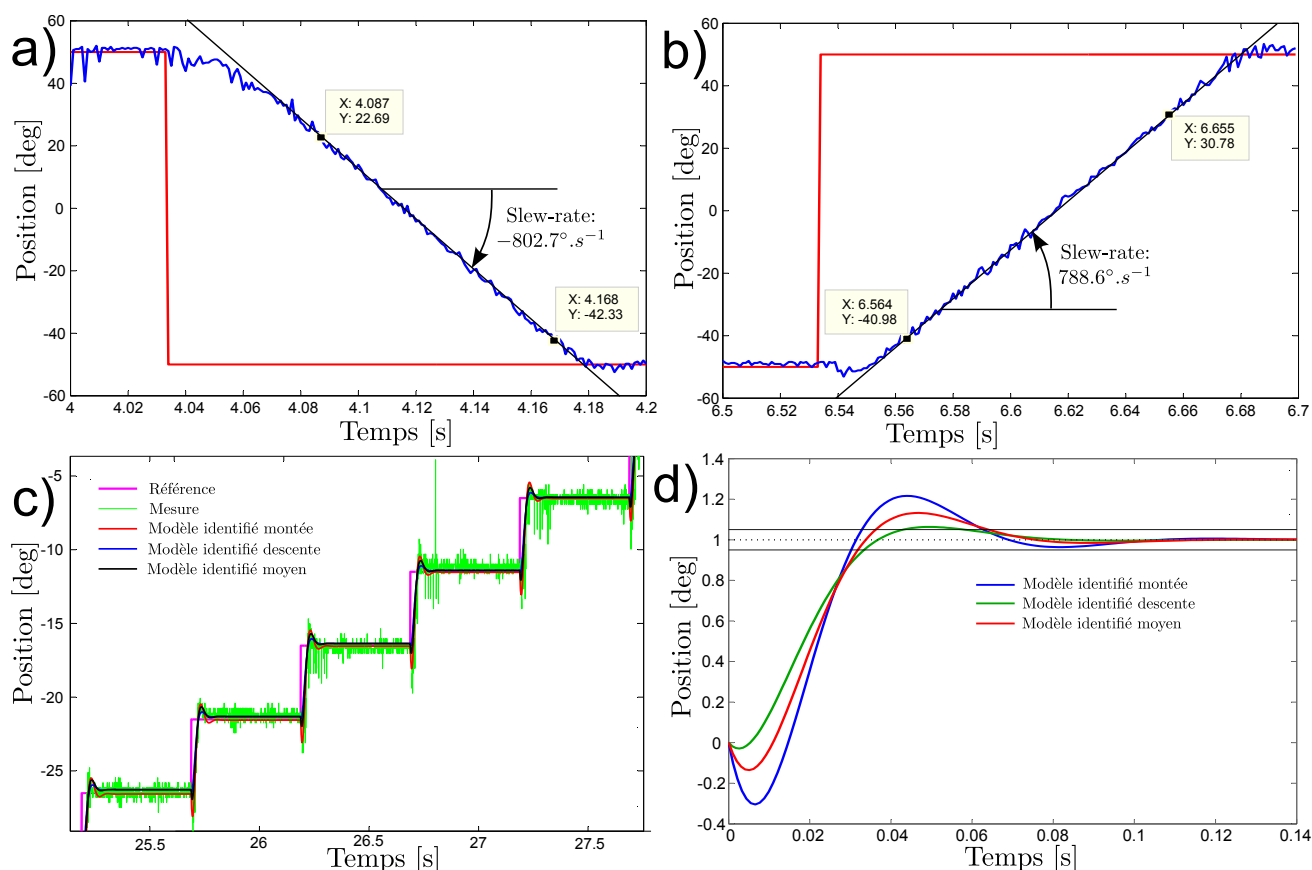 a)
60
40
20
0
-20
-40
-60
Position [deg]
X: 4.087
Y: 22.69
Slew-rate:
−802.7°.s⁻¹
X: 4.168
Y: -42.33
4 4.02 4.04 4.06 4.08 4.1 4.12 4.14 4.16 4.18 4.2
Temps [s]
b)
60
40
20
0
-20
-40
-60
Position [deg]
X: 6.655
Y: 30.78
Slew-rate:
788.6°.s⁻¹
X: 6.564
Y: -40.98
6.5 6.52 6.54 6.56 6.58 6.6 6.62 6.64 6.66 6.68 6.7
Temps [s]
c)
-5
-10
-15
-20
-25
Position [deg]
Référence
Mesure
Modèle identifié montée
Modèle identifié descente
Modèle identifié moyen
25.5 26 26.5 27 27.5
Temps [s]
d)
1.4
1.2
1
0.8
0.6
0.4
0.2
0
-0.2
-0.4
Position [deg]
Modèle identifié montée
Modèle identifié descente
Modèle identifié moyen
0 0.02 0.04 0.06 0.08 0.1 0.12 0.14
Temps [s]